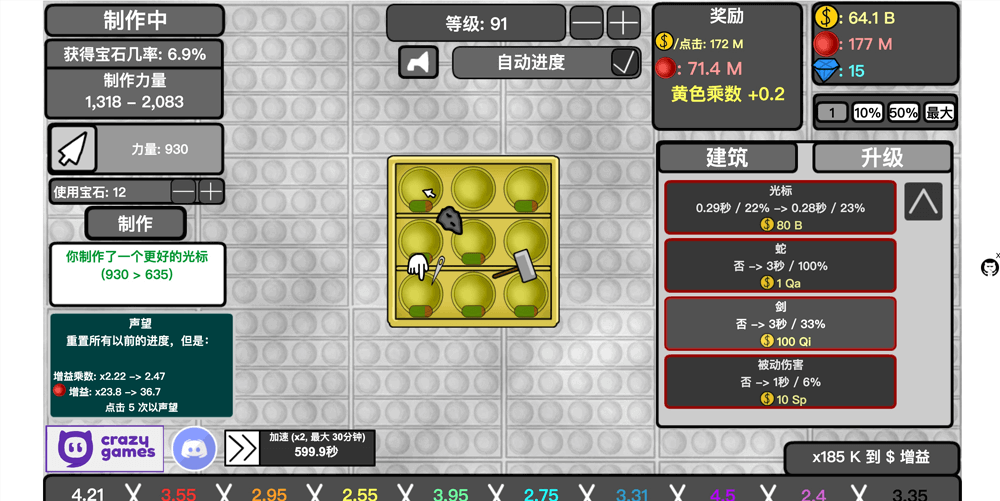 制作中
获得宝石几率: 6.9%
制作力量
1,318 – 2,083
力量: 930
使用宝石: 12
制作
你制作了一个更好的光标
(930 > 635)
声望
重置所有以前的进度，但是:
增益乘数: x2.22 –> 2.47
增益: x23.8 –> 36.7
点击 5 次以声望
crazy
games
加速 (x2, 最大 30分钟)
599.9秒
等级: 91
自动进度
奖励
$/点击: 172 M
: 71.4 M
黄色乘数 +0.2
$: 64.1 B
: 177 M
: 15
1 10% 50% 最大
建筑 升级
光标
0.29秒 / 22% –> 0.28秒 / 23%
$ 80 B
蛇
否 –> 3秒 / 100%
$ 1 Qa
剑
否 –> 3秒 / 33%
$ 100 Qi
被动伤害
否 –> 1秒 / 6%
$ 10 Sp
x
x185 K 到 $ 增益
4.21 X 3.55 X 2.95 X 2.55 X 3.95 X 2.75 X 3.31 X 4.5 X 2.4 X 3.35